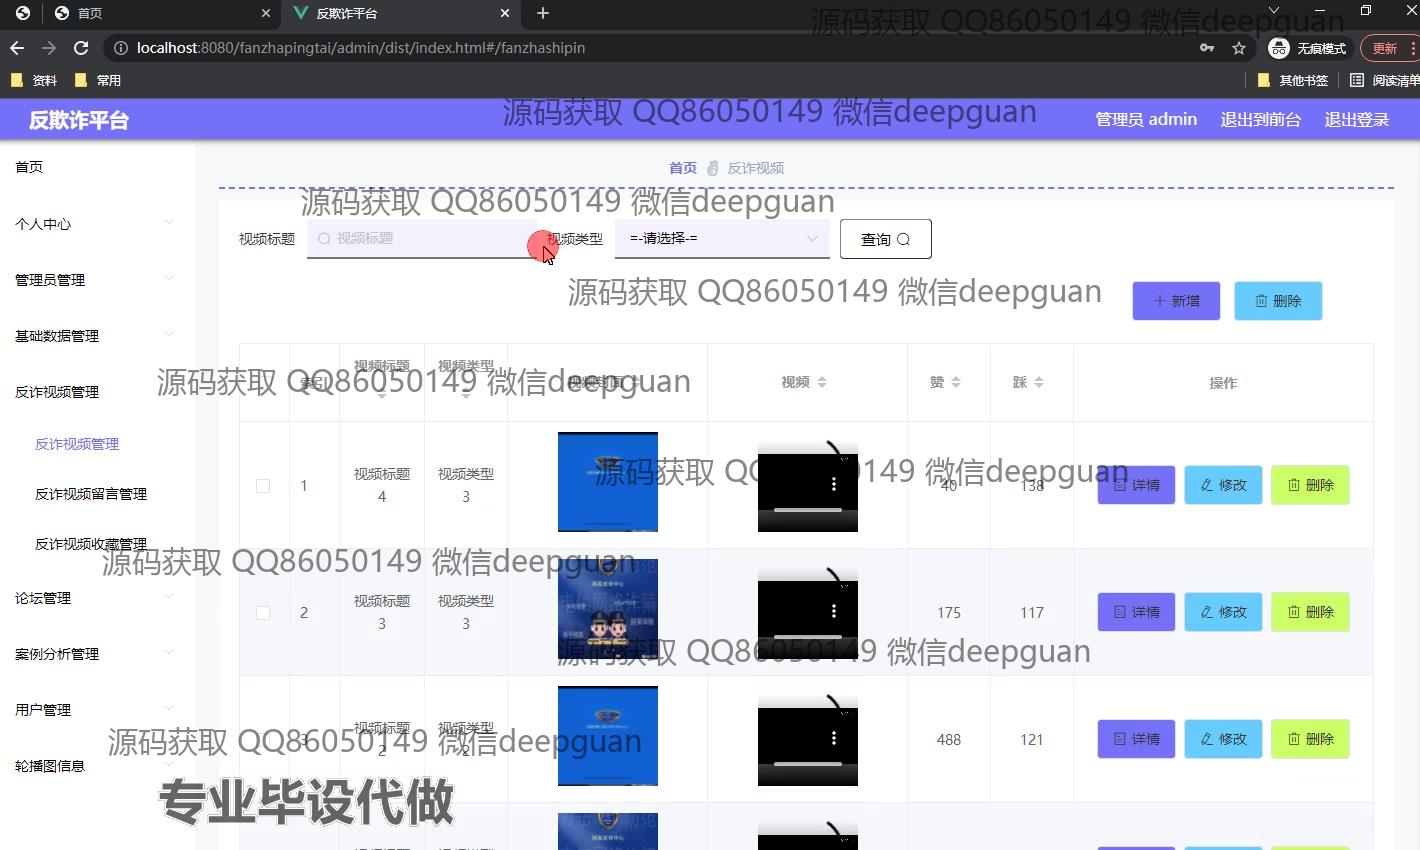 首页
反欺诈平台
localhost:8080/fanzhapingtai/admin/dist/index.html#/fanzhashipin
无痕模式
更新
资料
常用
其他书签
阅读清单
源码获取 QQ86050149 微信deepguan
反欺诈平台
源码获取 QQ86050149 微信deepguan
管理员 admin
退出到前台
退出登录
首页
个人中心
管理员管理
基础数据管理
反诈视频管理
反诈视频管理
反诈视频留言管理
反诈视频收藏管理
论坛管理
案例分析管理
用户管理
轮播图信息
首页 反诈视频
源码获取 QQ86050149 微信deepguan
视频标题 视频标题 视频类型 =-请选择-= 查询
源码获取 QQ86050149 微信deepguan
新增 删除
索引 视频标题 视频类型 视频封面 视频 赞 踩 操作
源码获取 QQ86050149 微信deepguan
1 视频标题4 视频类型3 40 138 详情 修改 删除
源码获取 QQ86050149 微信deepguan
源码获取 QQ86050149 微信deepguan
2 视频标题3 视频类型3 175 117 详情 修改 删除
国家反诈中心
源码获取 QQ86050149 微信deepguan
3 视频标题2 视频类型2 488 121 详情 修改 删除
源码获取 QQ86050149 微信deepguan
专业毕设代做
国家反诈中心